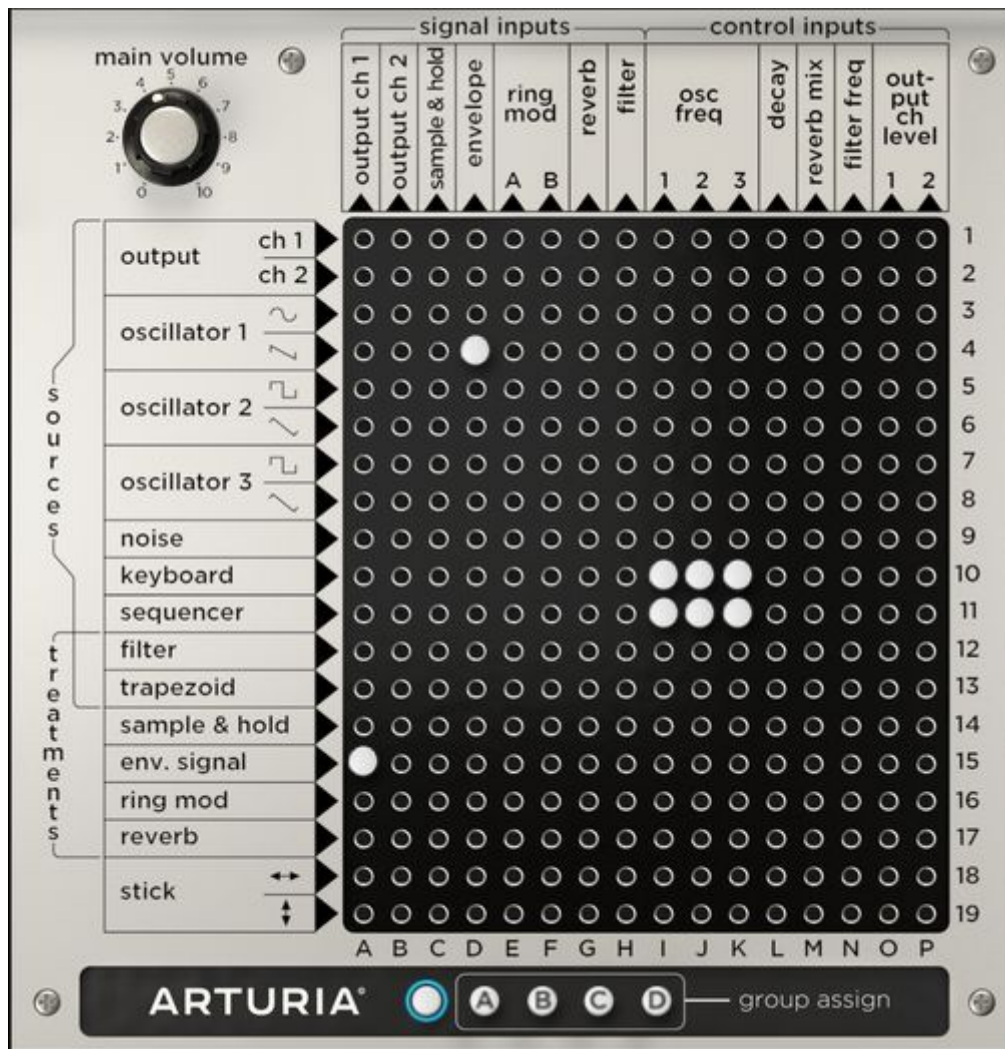 signal inputs control inputs
main volume
0 1 2 3 4 5 6 7 8 9 10
output ch 1
output ch 2
sample & hold
envelope
ring
mod
A B
reverb
filter
osc
freq
1 2 3
decay
reverb mix
filter freq
out-
put
ch
level
1 2
sources
treatments
output ch 1 1
ch 2 2
3
oscillator 1
4
5
oscillator 2
6
7
oscillator 3
8
noise 9
keyboard 10
sequencer 11
filter 12
trapezoid 13
sample & hold 14
env. signal 15
ring mod 16
reverb 17
18
stick
19
A B C D E F G H I J K L M N O P
ARTURIA® A B C D group assign